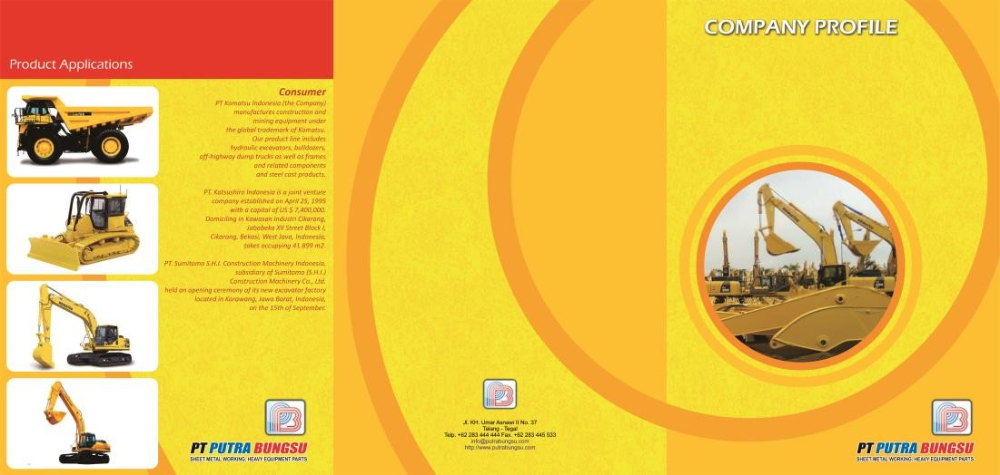 Product Applications
Consumer
PT Komatsu Indonesia (the Company)
manufactures construction and
mining equipment under
the global trademark of Komatsu.
Our product line includes
hydraulic excavators, bulldozers,
off-highway dump trucks as well as frames
and related components
and steel cast products.
PT. Katsushiro Indonesia is a joint venture
company established on April 25, 1995
with a capital of US $ 7,400,000.
Domiciling in Kawasan Industri Cikarang,
Jababeka XII Street Block I,
Cikarang, Bekasi, West Java, Indonesia,
takes occupying 41.899 m2.
PT. Sumitomo S.H.I. Construction Machinery Indonesia,
subsidiary of Sumitomo (S.H.I.)
Construction Machinery Co., Ltd.
held an opening ceremony of its new excavator factory
located in Karawang, Jawa Barat, Indonesia,
on the 15th of September.
PT PUTRA BUNGSU
SHEET METAL WORKING, HEAVY EQUIPMENT PARTS
Jl. KH. Umar Asnawi II No. 37
Talang - Tegal
Telp. +62 283 444 444 Fax. +62 283 445 533
info@putrabungsu.com
http://www.putrabungsu.com
COMPANY PROFILE
PT PUTRA BUNGSU
SHEET METAL WORKING, HEAVY EQUIPMENT PARTS